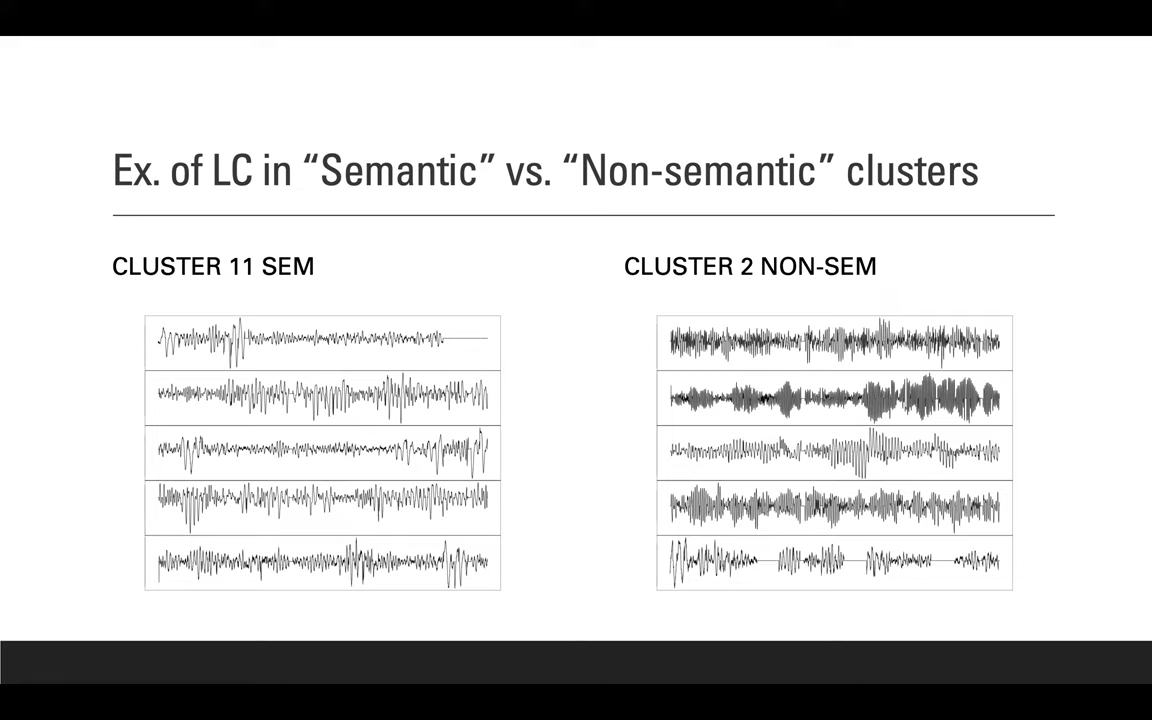 Ex. of LC in “Semantic” vs. “Non-semantic” clusters
CLUSTER 11 SEM
CLUSTER 2 NON-SEM